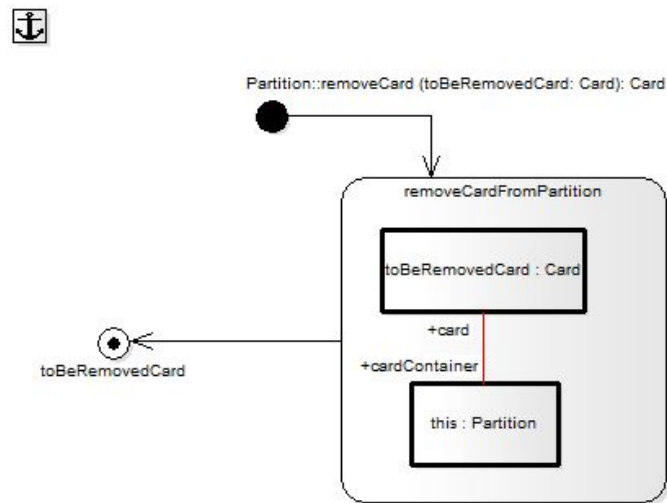 Partition::removeCard (toBeRemovedCard: Card): Card
removeCardFromPartition
toBeRemovedCard : Card
+card
+cardContainer
toBeRemovedCard
this : Partition